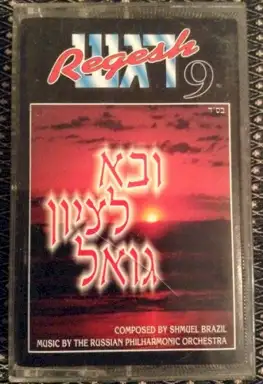 רגש
Regesh
9
בס"ד
ובא
לציון
גואל
COMPOSED BY SHMUEL BRAZIL
MUSIC BY THE RUSSIAN PHILHARMONIC ORCHESTRA